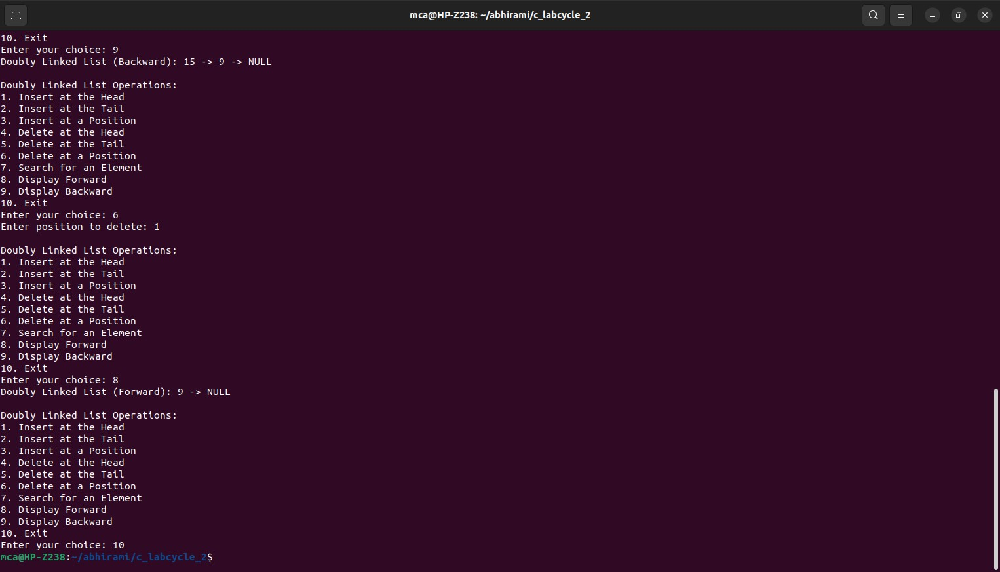 mca@HP-Z238: ~/abhirami/c_labcycle_2
10. Exit
Enter your choice: 9
Doubly Linked List (Backward): 15 -> 9 -> NULL
Doubly Linked List Operations:
1. Insert at the Head
2. Insert at the Tail
3. Insert at a Position
4. Delete at the Head
5. Delete at the Tail
6. Delete at a Position
7. Search for an Element
8. Display Forward
9. Display Backward
10. Exit
Enter your choice: 6
Enter position to delete: 1
Doubly Linked List Operations:
1. Insert at the Head
2. Insert at the Tail
3. Insert at a Position
4. Delete at the Head
5. Delete at the Tail
6. Delete at a Position
7. Search for an Element
8. Display Forward
9. Display Backward
10. Exit
Enter your choice: 8
Doubly Linked List (Forward): 9 -> NULL
Doubly Linked List Operations:
1. Insert at the Head
2. Insert at the Tail
3. Insert at a Position
4. Delete at the Head
5. Delete at the Tail
6. Delete at a Position
7. Search for an Element
8. Display Forward
9. Display Backward
10. Exit
Enter your choice: 10
mca@HP-Z238:~/abhirami/c_labcycle_2$